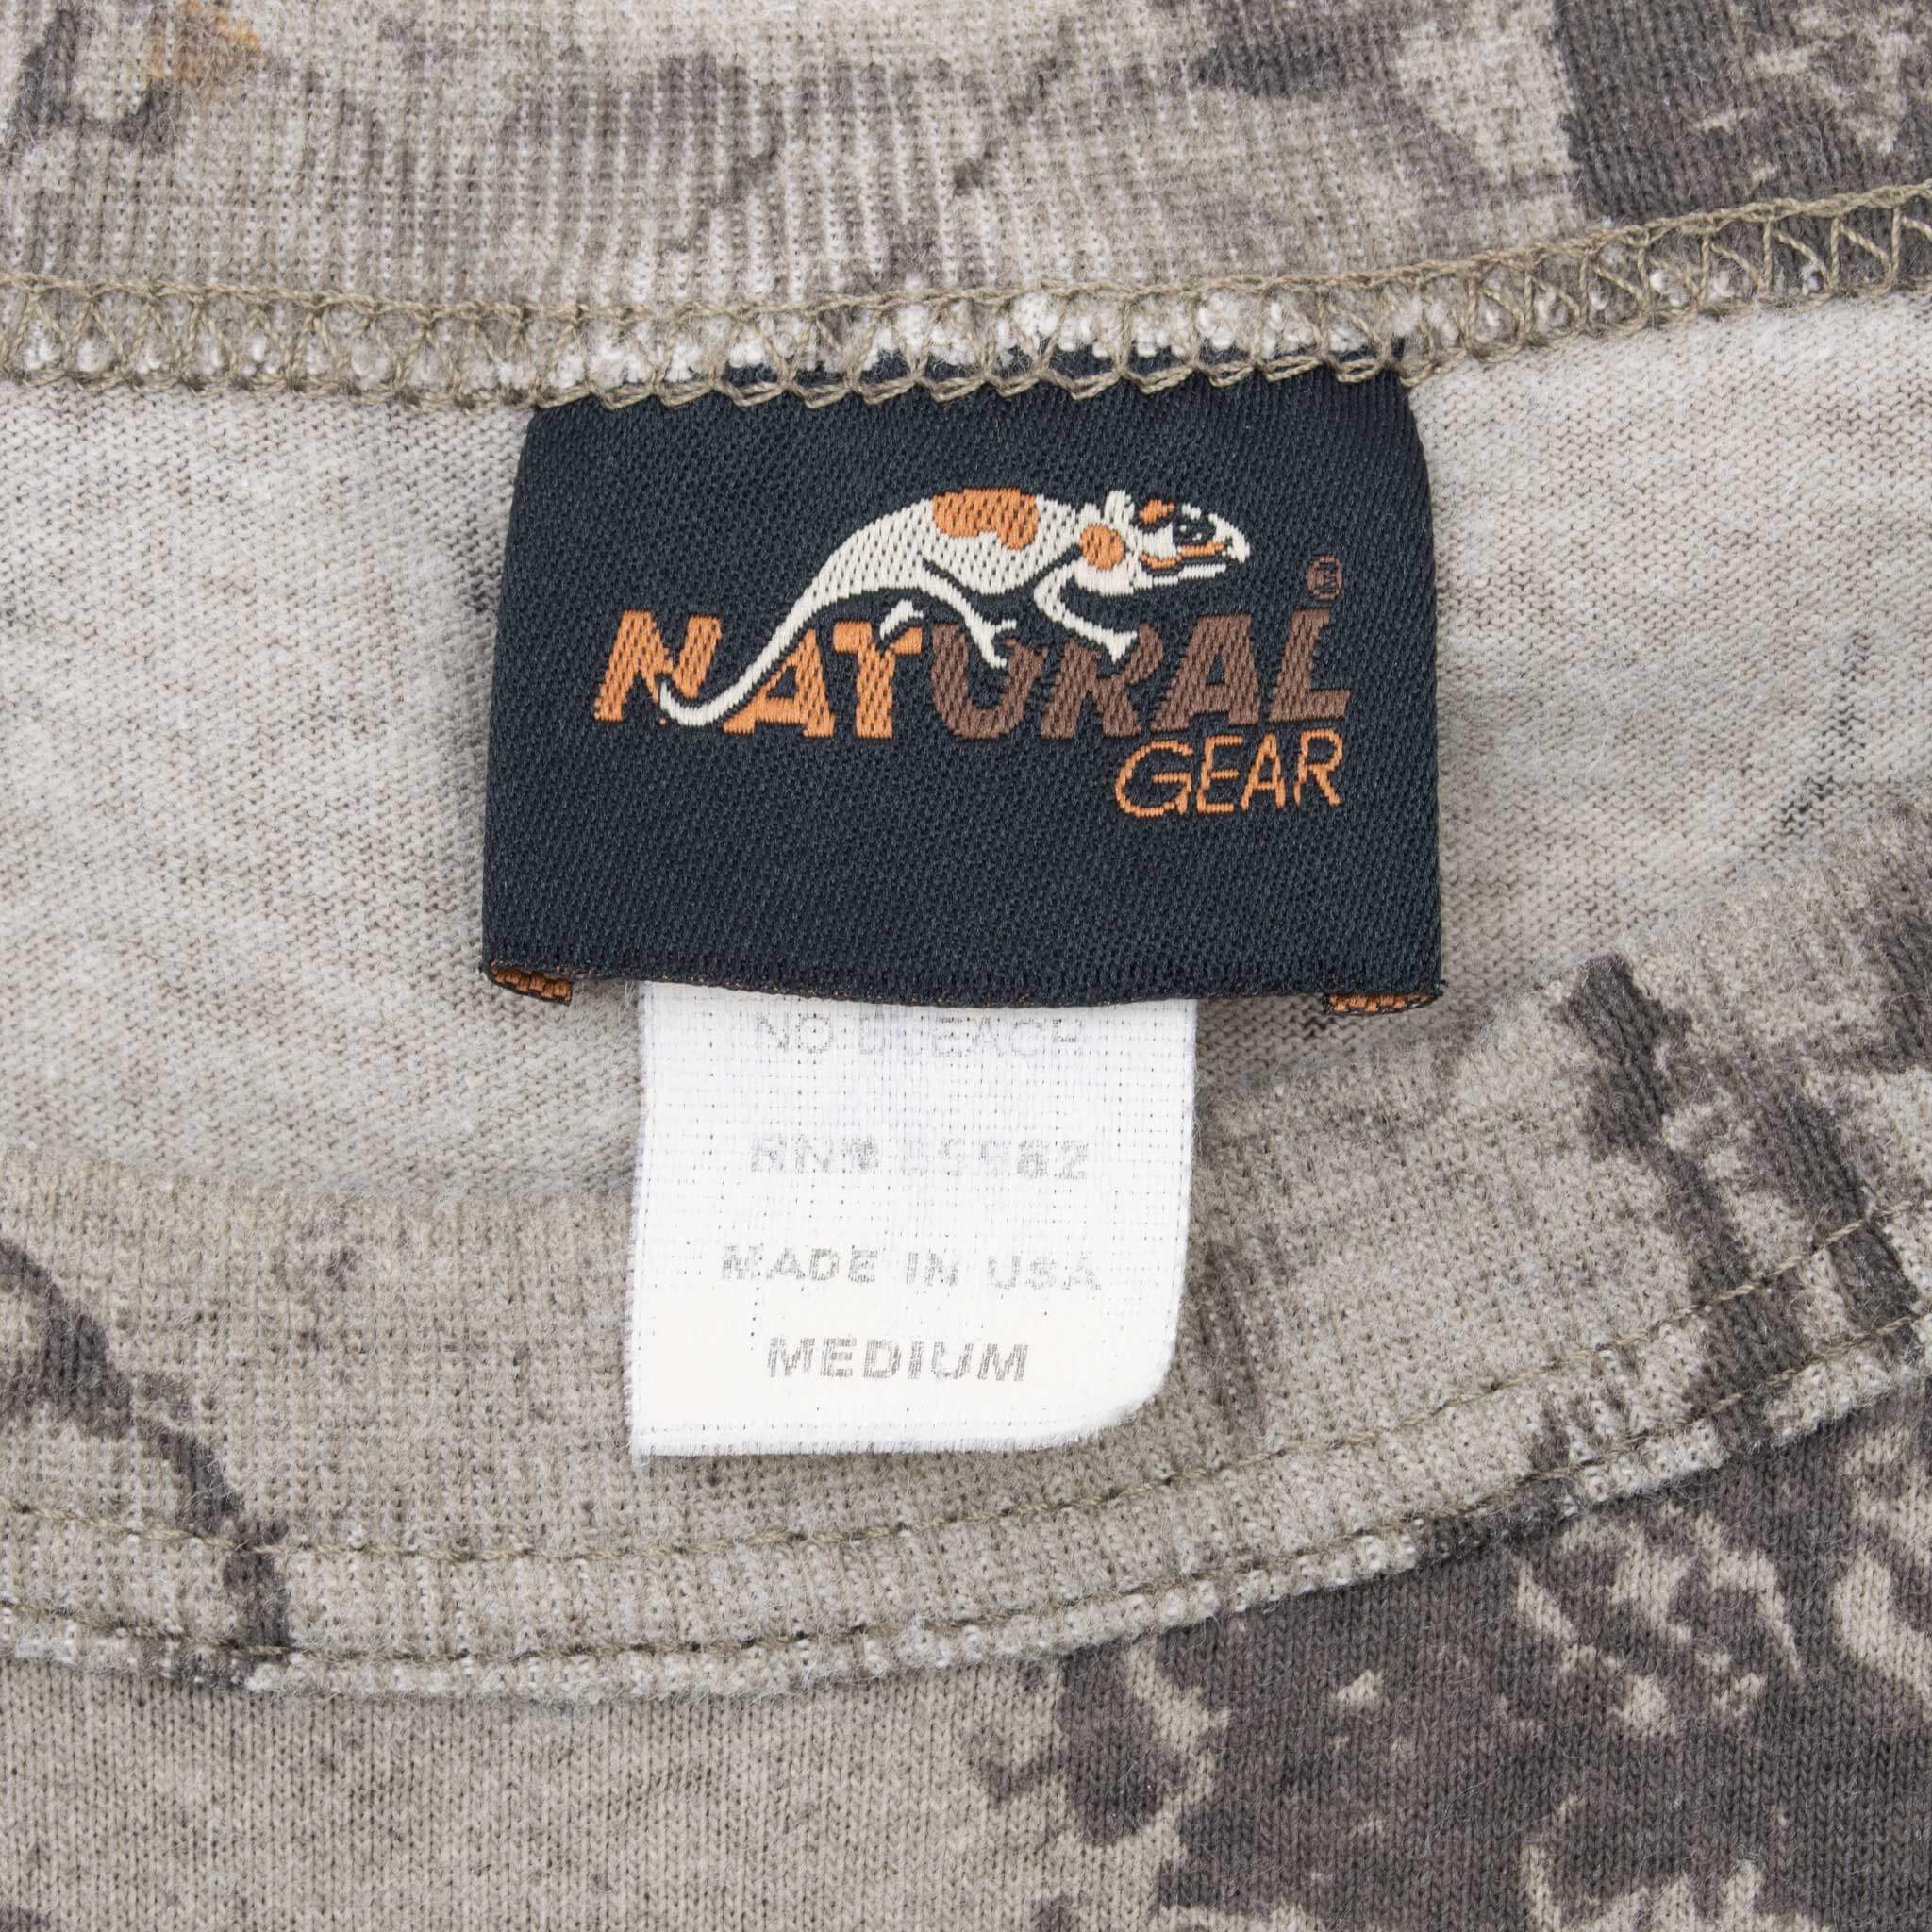 NATURAL®
GEAR
NO BLEACH
MADE IN USA
MEDIUM